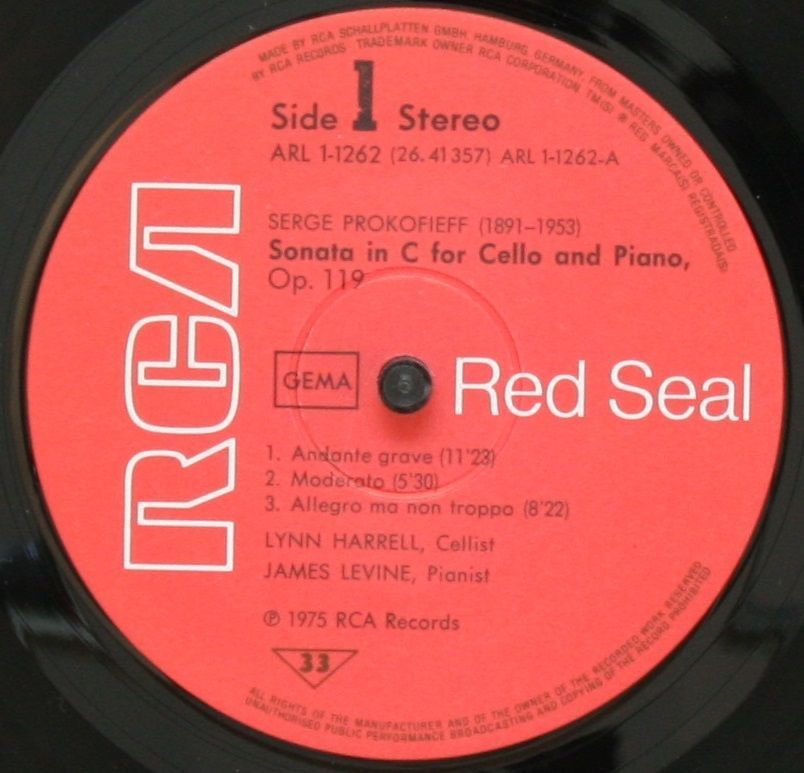 MADE BY RCA SCHALLPLATTEN GMBH, HAMBURG, GERMANY, FROM MASTERS OWNED OR CONTROLLED
BY RCA RECORDS TRADEMARK OWNER RCA CORPORATION TM(S) ® REG MARCA(S) REGISTRADA(S)
Side 1 Stereo
ARL 1-1262 (26.41357) ARL 1-1262-A
SERGE PROKOFIEFF (1891–1953)
Sonata in C for Cello and Piano,
Op. 119
RCA
GEMA
Red Seal
1. Andante grave (11'23)
2. Moderato (5'30)
3. Allegro ma non troppo (8'22)
LYNN HARRELL, Cellist
JAMES LEVINE, Pianist
℗ 1975 RCA Records
33
ALL RIGHTS OF THE MANUFACTURER AND OF THE OWNER OF THE RECORDED WORK RESERVED
UNAUTHORISED PUBLIC PERFORMANCE BROADCASTING AND COPYING OF THE RECORD PROHIBITED